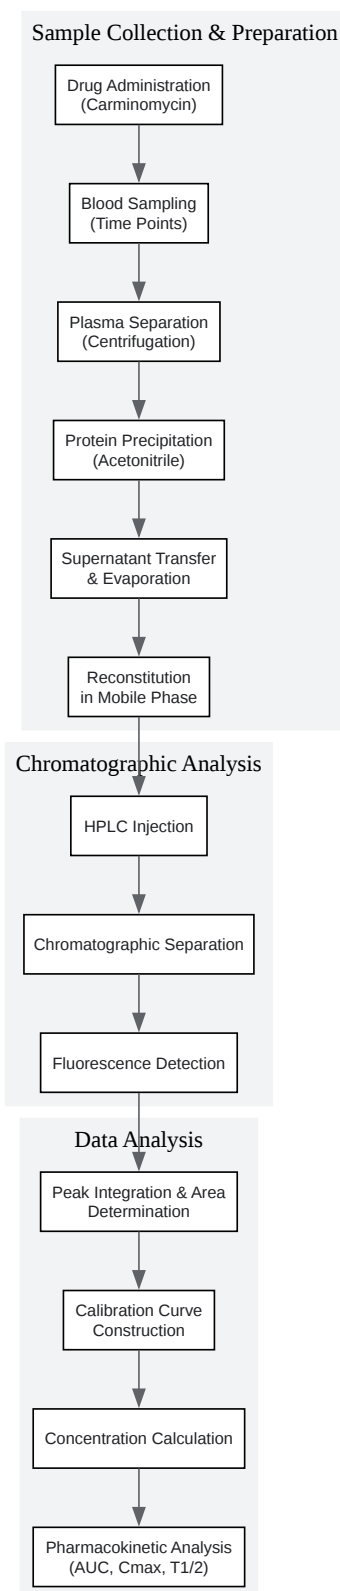 Sample Collection & Preparation
Drug Administration
(Carminomycin)
Blood Sampling
(Time Points)
Plasma Separation
(Centrifugation)
Protein Precipitation
(Acetonitrile)
Supernatant Transfer
& Evaporation
Reconstitution
in Mobile Phase
Chromatographic Analysis
HPLC Injection
Chromatographic Separation
Fluorescence Detection
Data Analysis
Peak Integration & Area
Determination
Calibration Curve
Construction
Concentration Calculation
Pharmacokinetic Analysis
(AUC, Cmax, T1/2)